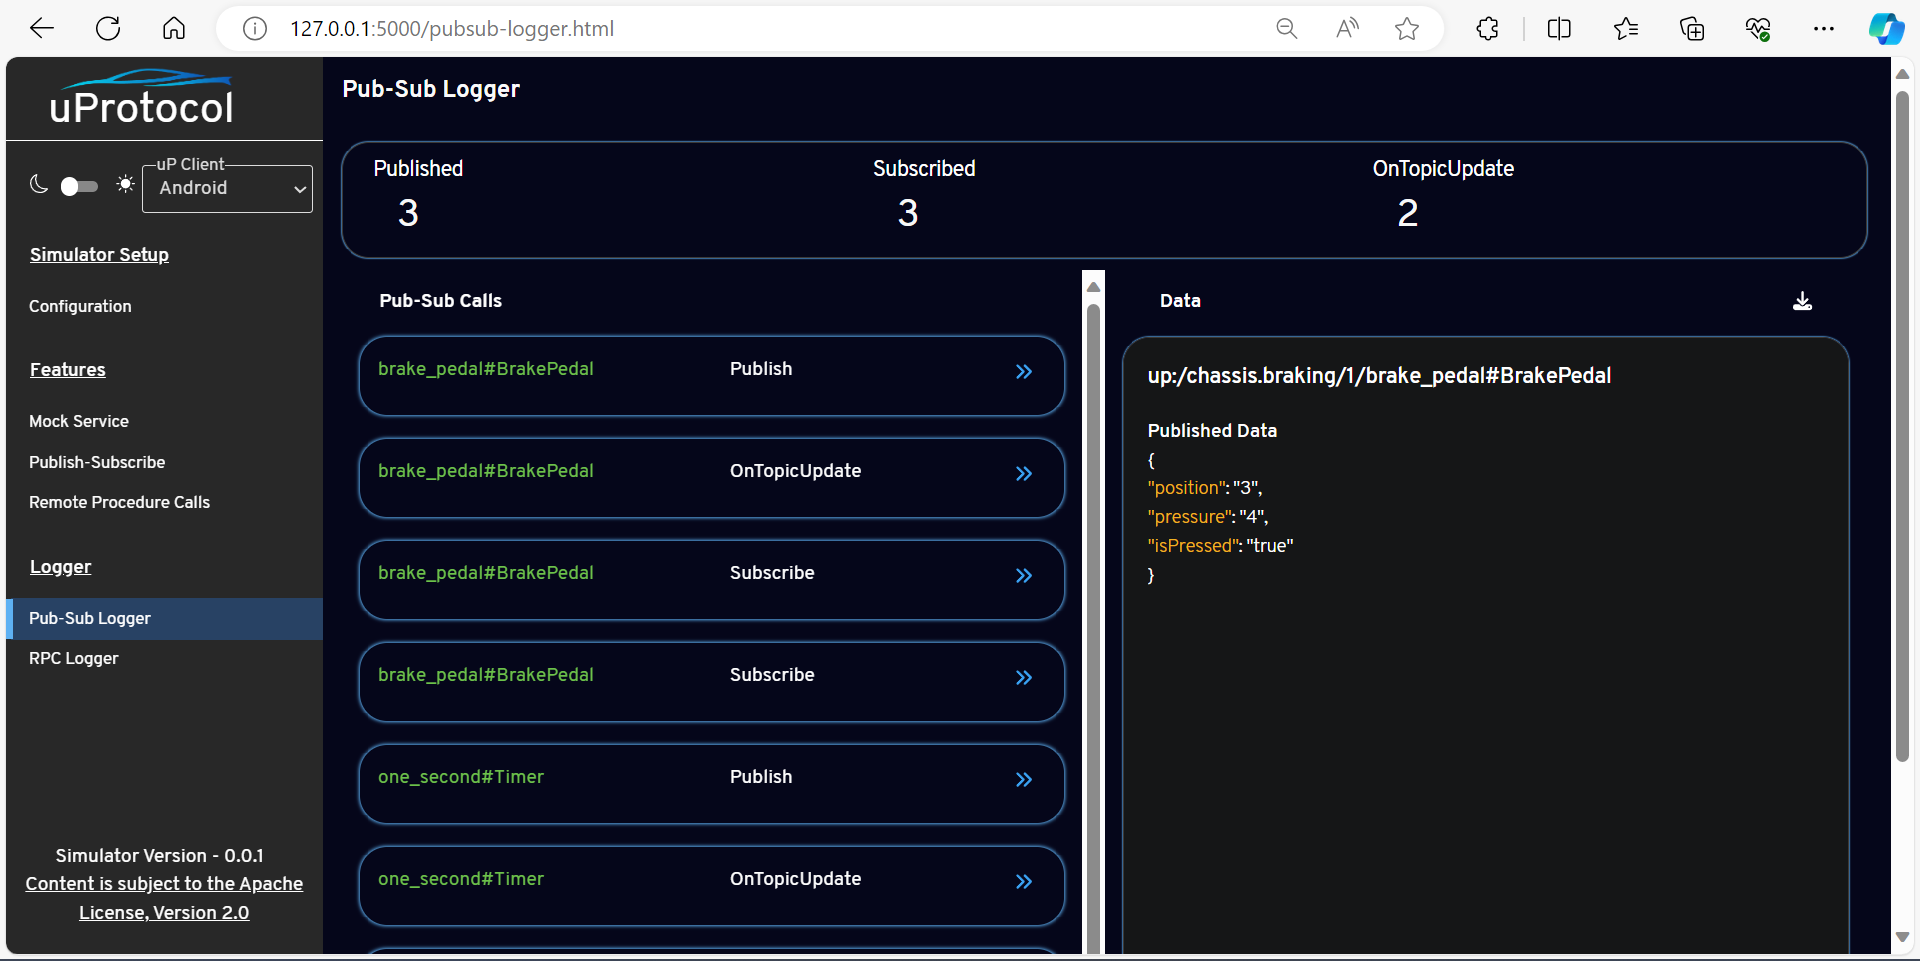 127.0.0.1:5000/pubsub-logger.html
uProtocol
uP Client
Android
Simulator Setup
Configuration
Features
Mock Service
Publish-Subscribe
Remote Procedure Calls
Logger
Pub-Sub Logger
RPC Logger
Simulator Version - 0.0.1
Content is subject to the Apache
License, Version 2.0
Pub-Sub Logger
Published Subscribed OnTopicUpdate
3 3 2
Pub-Sub Calls
brake_pedal#BrakePedal Publish
brake_pedal#BrakePedal OnTopicUpdate
brake_pedal#BrakePedal Subscribe
brake_pedal#BrakePedal Subscribe
one_second#Timer Publish
one_second#Timer OnTopicUpdate
Data
up:/chassis.braking/1/brake_pedal#BrakePedal
Published Data
{
"position": "3",
"pressure": "4",
"isPressed": "true"
}